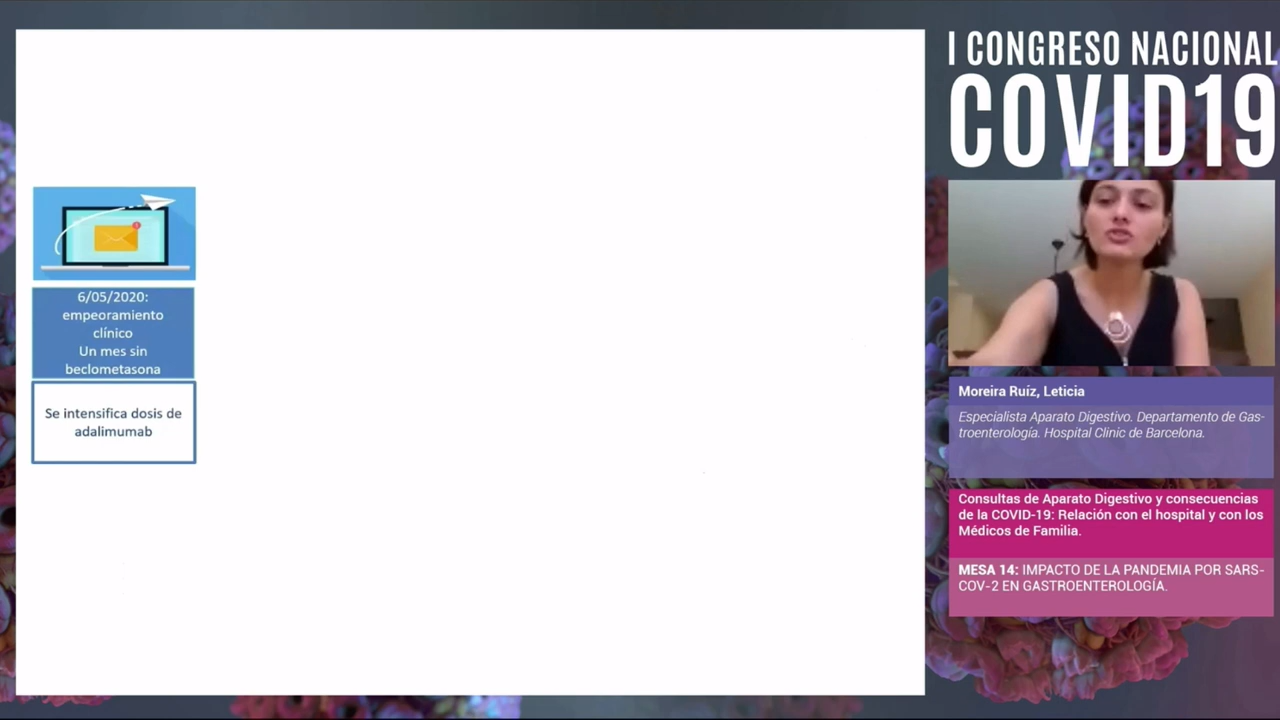 I CONGRESO NACIONAL
COVID19
6/05/2020:
empeoramiento
clínico
Un mes sin
beclometasona
Se intensifica dosis de
adalimumab
Moreira Ruíz, Leticia
Especialista Aparato Digestivo. Departamento de Gas-
troenterología. Hospital Clinic de Barcelona.
Consultas de Aparato Digestivo y consecuencias
de la COVID-19: Relación con el hospital y con los
Médicos de Familia.
MESA 14: IMPACTO DE LA PANDEMIA POR SARS-
COV-2 EN GASTROENTEROLOGÍA.